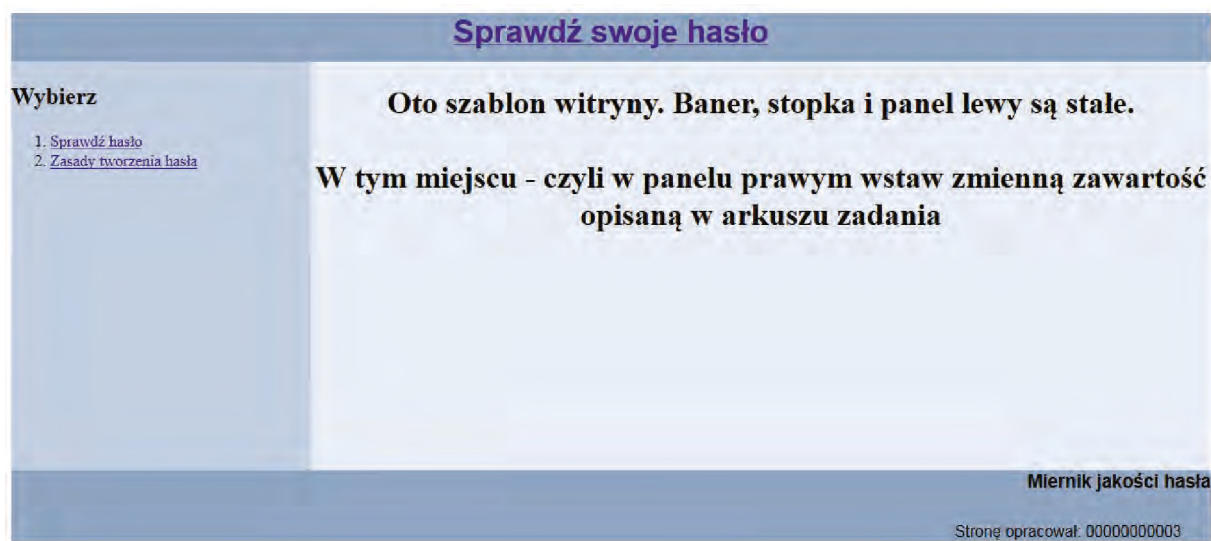 Sprawdź swoje hasło
Wybierz
1. Sprawdź hasło
2. Zasady tworzenia hasła
Oto szablon witryny. Baner, stopka i panel lewy są stałe.
W tym miejscu - czyli w panelu prawym wstaw zmienną zawartość
opisaną w arkuszu zadania
Miernik jakości hasła
Stronę opracował: 00000000003